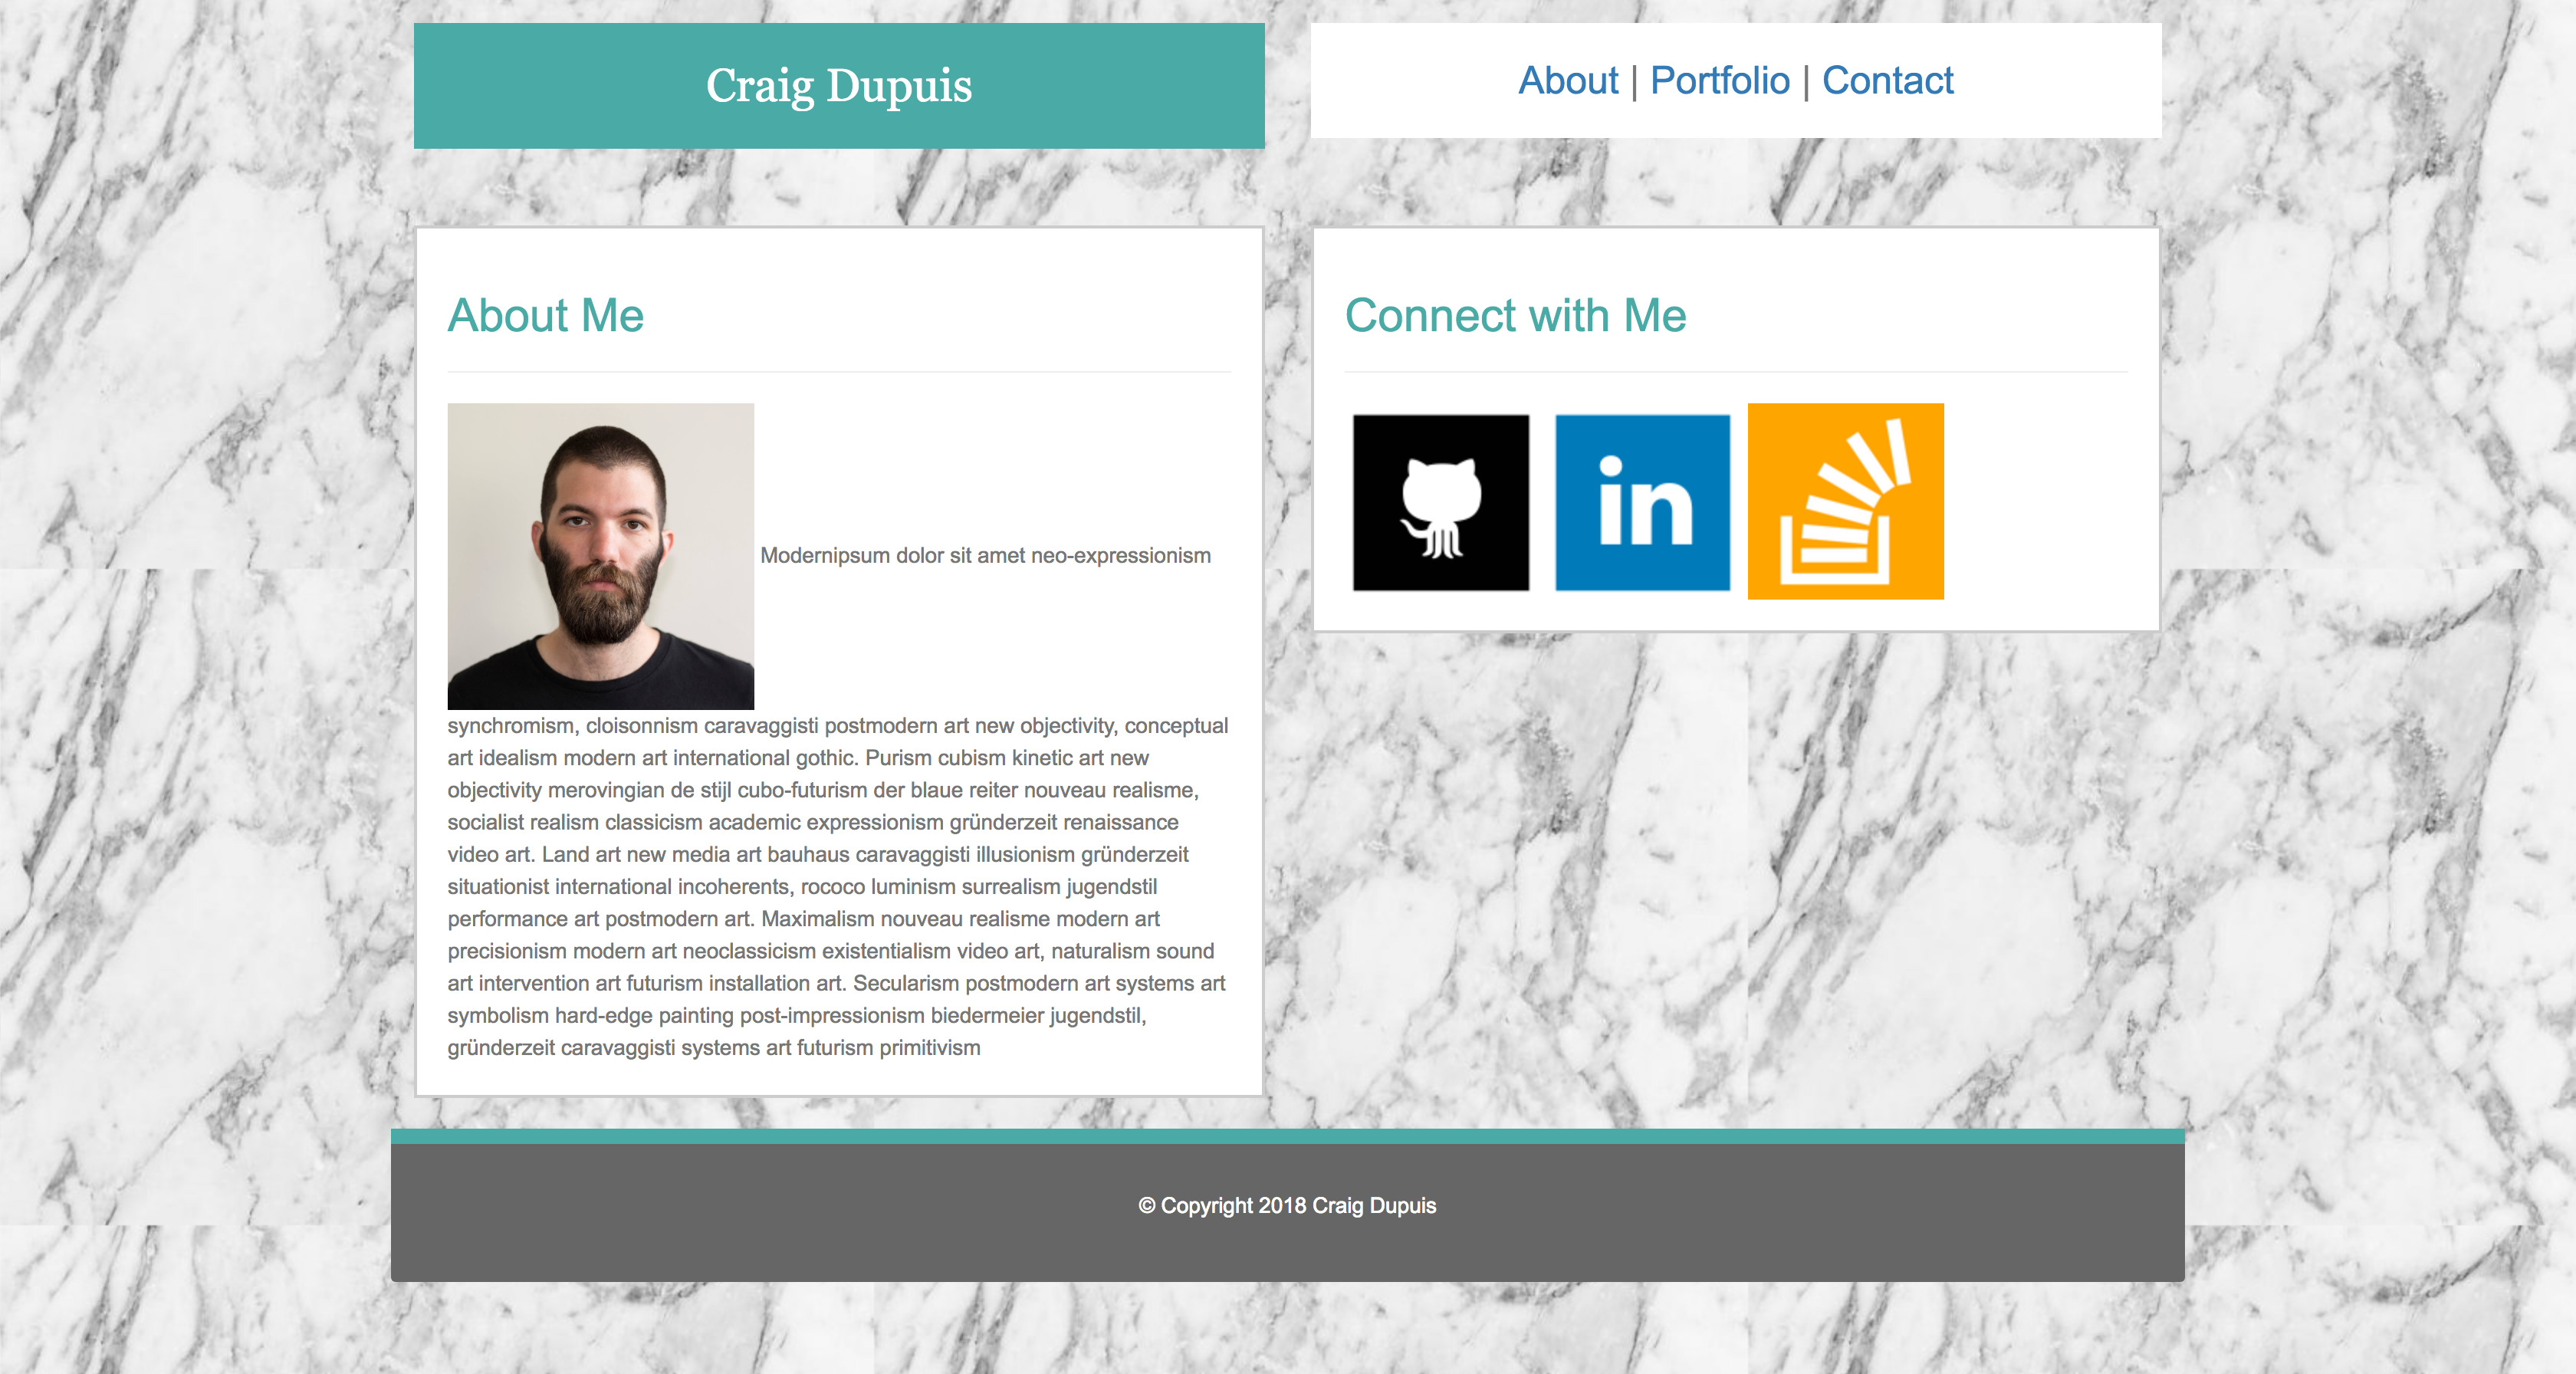 Craig Dupuis
About | Portfolio | Contact
About Me
Modernipsum dolor sit amet neo-expressionism
synchromism, cloisonnism caravaggisti postmodern art new objectivity, conceptual
art idealism modern art international gothic. Purism cubism kinetic art new
objectivity merovingian de stijl cubo-futurism der blaue reiter nouveau realisme,
socialist realism classicism academic expressionism gründerzeit renaissance
video art. Land art new media art bauhaus caravaggisti illusionism gründerzeit
situationist international incoherents, rococo luminism surrealism jugendstil
performance art postmodern art. Maximalism nouveau realisme modern art
precisionism modern art neoclassicism existentialism video art, naturalism sound
art intervention art futurism installation art. Secularism postmodern art systems art
symbolism hard-edge painting post-impressionism biedermeier jugendstil,
gründerzeit caravaggisti systems art futurism primitivism
Connect with Me
in
© Copyright 2018 Craig Dupuis